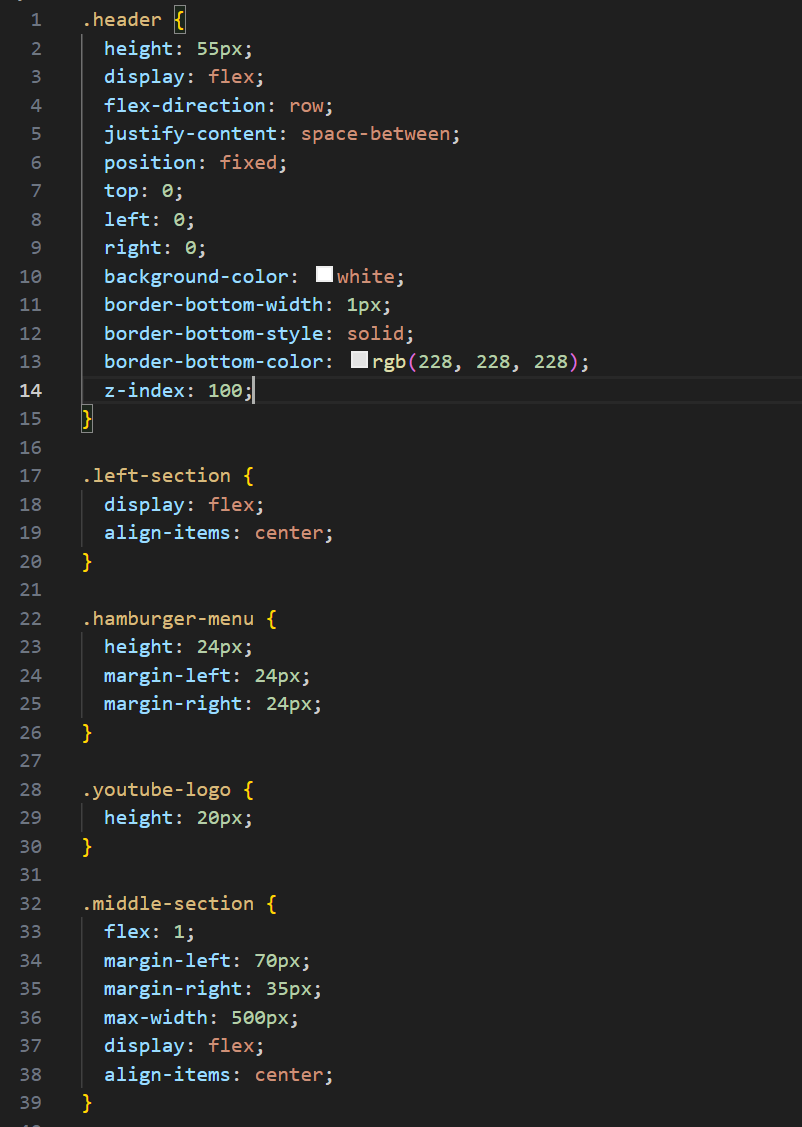 1 .header {
2 height: 55px;
3 display: flex;
4 flex-direction: row;
5 justify-content: space-between;
6 position: fixed;
7 top: 0;
8 left: 0;
9 right: 0;
10 background-color: white;
11 border-bottom-width: 1px;
12 border-bottom-style: solid;
13 border-bottom-color: rgb(228, 228, 228);
14 z-index: 100;
15 }
16
17 .left-section {
18 display: flex;
19 align-items: center;
20 }
21
22 .hamburger-menu {
23 height: 24px;
24 margin-left: 24px;
25 margin-right: 24px;
26 }
27
28 .youtube-logo {
29 height: 20px;
30 }
31
32 .middle-section {
33 flex: 1;
34 margin-left: 70px;
35 margin-right: 35px;
36 max-width: 500px;
37 display: flex;
38 align-items: center;
39 }